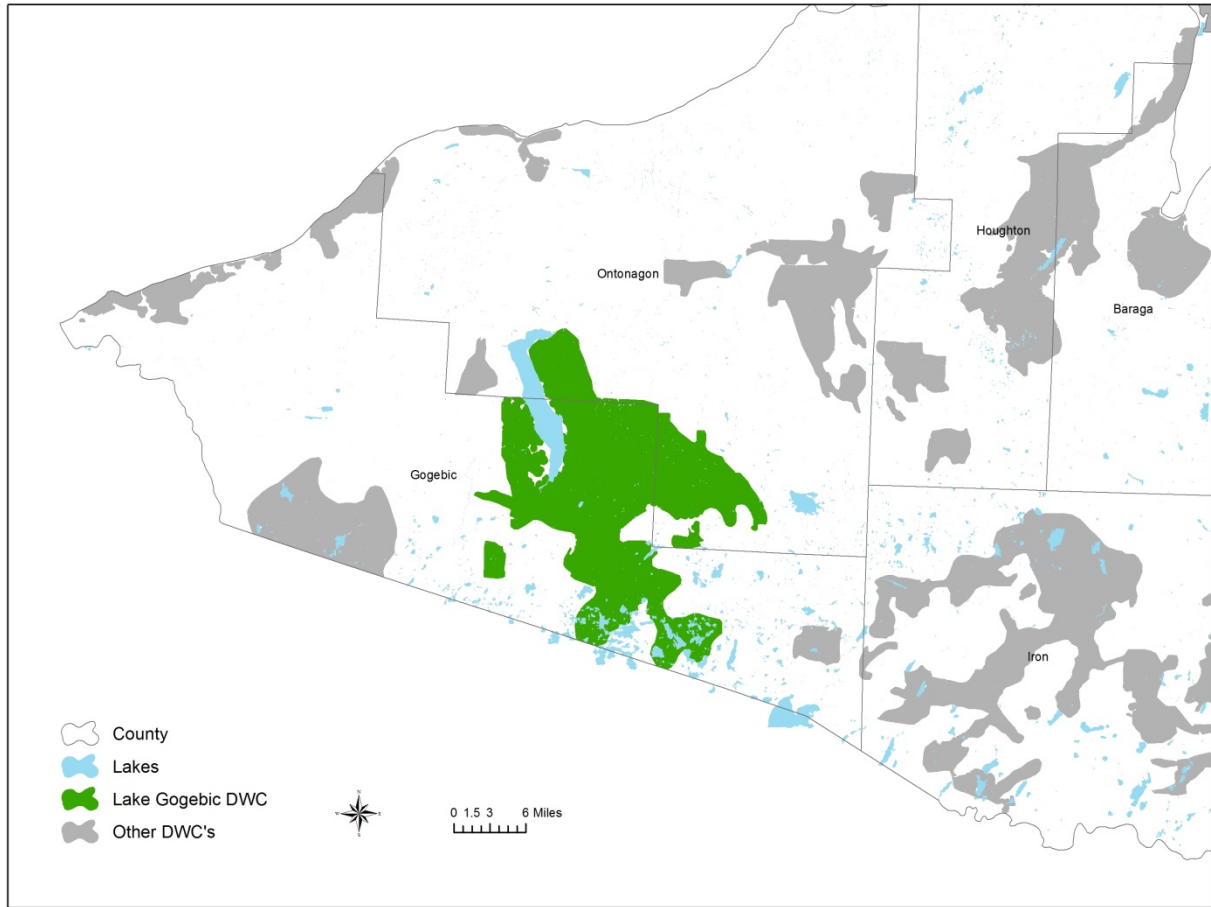 Houghton
Ontonagon
Baraga
Gogebic
Iron
County
Lakes
Lake Gogebic DWC
Other DWC's
N
W E
S
0 1.5 3 6 Miles